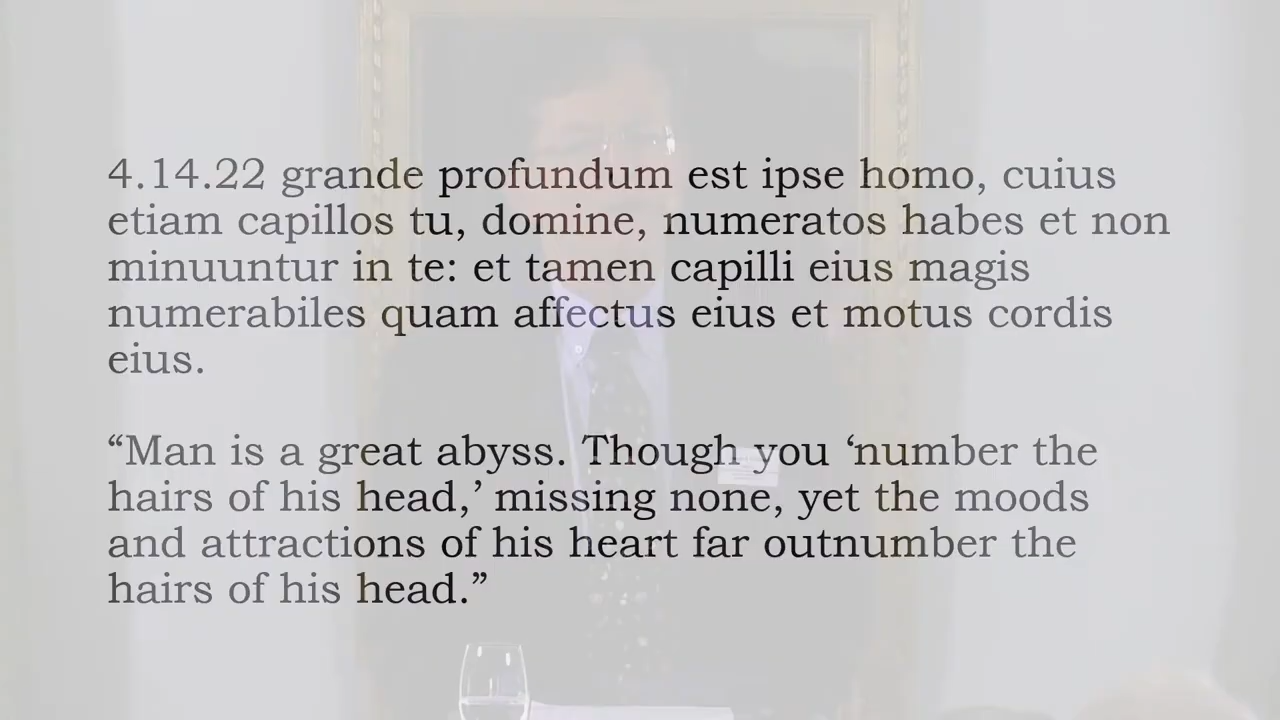 4.14.22 grande profundum est ipse homo, cuius
etiam capillos tu, domine, numeratos habes et non
minuuntur in te: et tamen capilli eius magis
numerabiles quam affectus eius et motus cordis
eius.
“Man is a great abyss. Though you ‘number the
hairs of his head,’ missing none, yet the moods
and attractions of his heart far outnumber the
hairs of his head.”